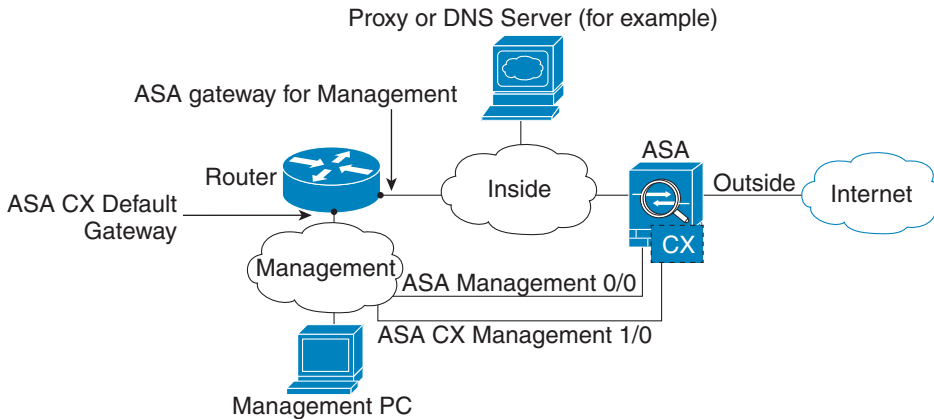 Proxy or DNS Server (for example)
ASA gateway for Management
ASA
Router
Inside
Outside
Internet
ASA CX Default
Gateway
CX
Management
ASA Management 0/0
ASA CX Management 1/0
Management PC